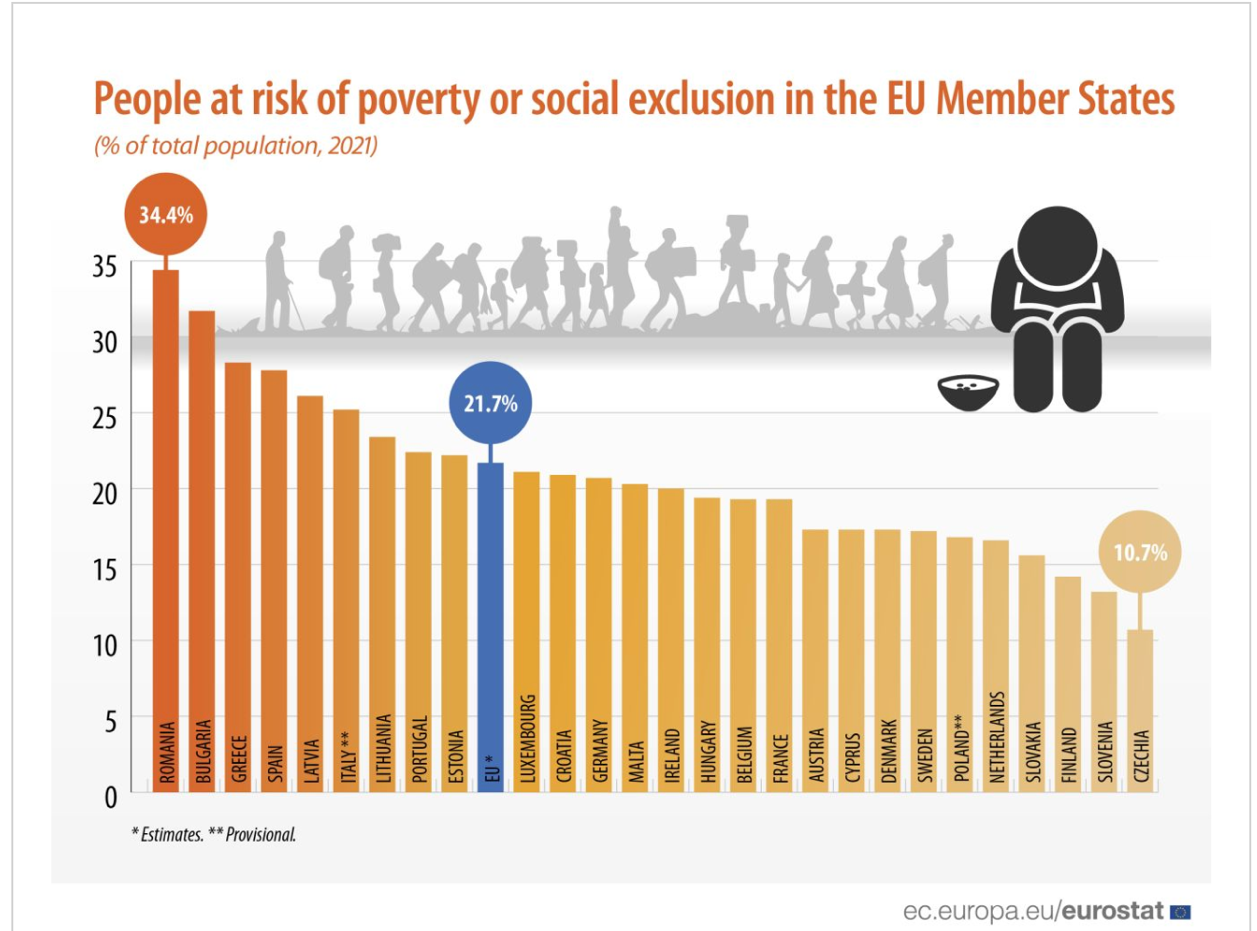 People at risk of poverty or social exclusion in the EU Member States
(% of total population, 2021)
34.4%
35
30
21.7%
25
20
10.7%
15
10
5
0
ROMANIA
BULGARIA
GREECE
SPAIN
LATVIA
ITALY **
LITHUANIA
PORTUGAL
ESTONIA
EU *
LUXEMBOURG
CROATIA
GERMANY
MALTA
IRELAND
HUNGARY
BELGIUM
FRANCE
AUSTRIA
CYPRUS
DENMARK
SWEDEN
POLAND**
NETHERLANDS
SLOVAKIA
FINLAND
SLOVENIA
CZECHIA
* Estimates. ** Provisional.
ec.europa.eu/eurostat